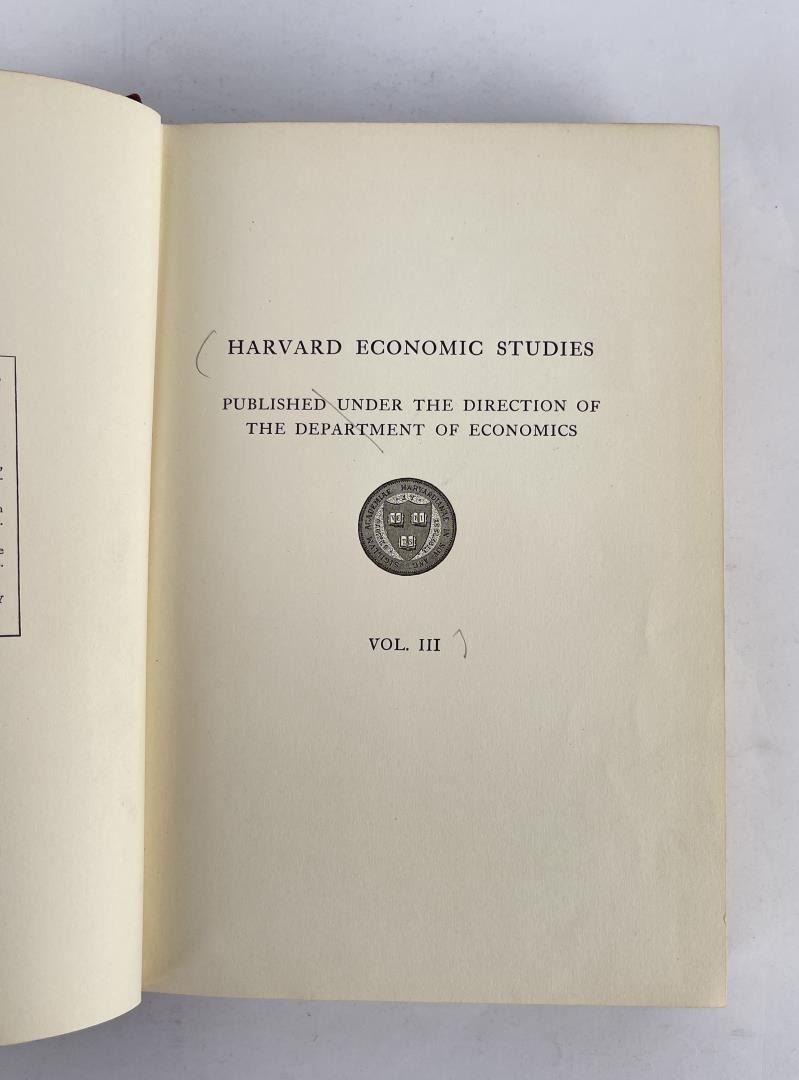 HARVARD ECONOMIC STUDIES
PUBLISHED UNDER THE DIRECTION OF
THE DEPARTMENT OF ECONOMICS
VOL. III